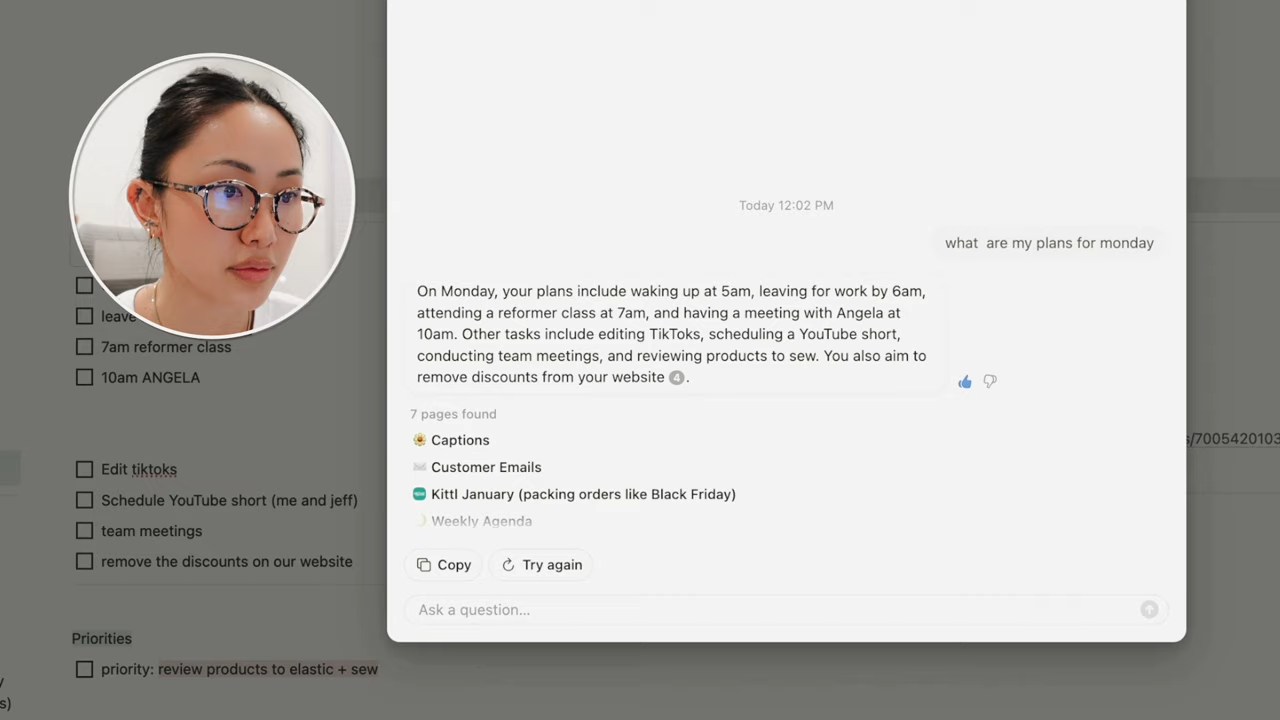 Today 12:02 PM
what are my plans for monday
On Monday, your plans include waking up at 5am, leaving for work by 6am,
attending a reformer class at 7am, and having a meeting with Angela at
10am. Other tasks include editing TikToks, scheduling a YouTube short,
conducting team meetings, and reviewing products to sew. You also aim to
remove discounts from your website 4.
7 pages found
Captions
Customer Emails
Kittl January (packing orders like Black Friday)
Weekly Agenda
Copy
Try again
Ask a question...
leave
7am reformer class
10am ANGELA
Edit tiktoks
Schedule YouTube short (me and jeff)
team meetings
remove the discounts on our website
Priorities
priority: review products to elastic + sew
s/7005420103
y
s)